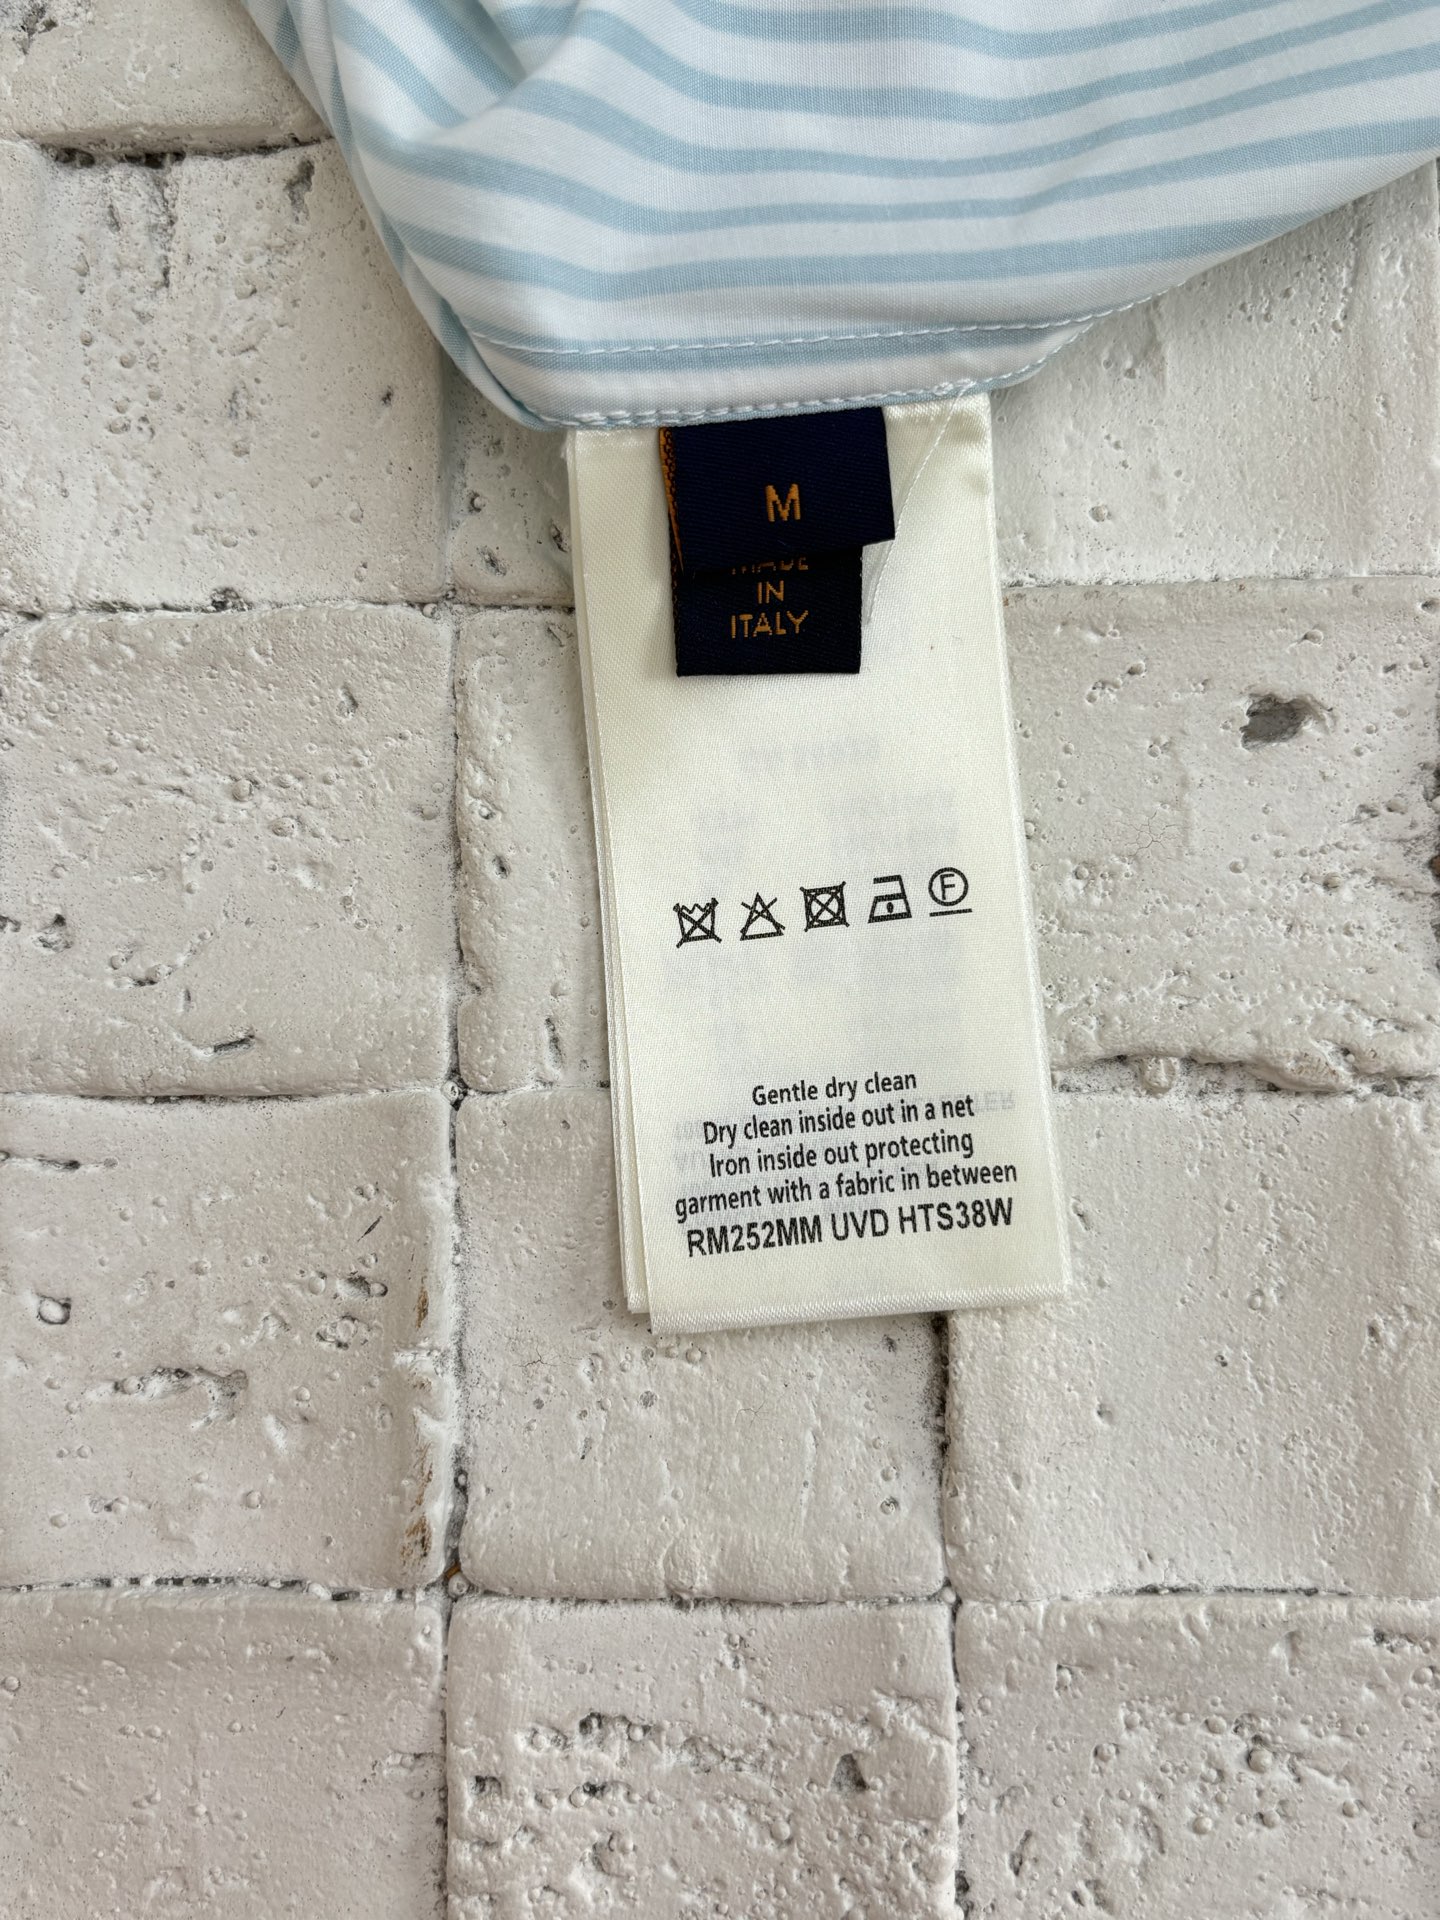 M
MADE
IN
ITALY
F
Gentle dry clean
Dry clean inside out in a net
Iron inside out protecting
garment with a fabric in between
RM252MM UVD HTS38W